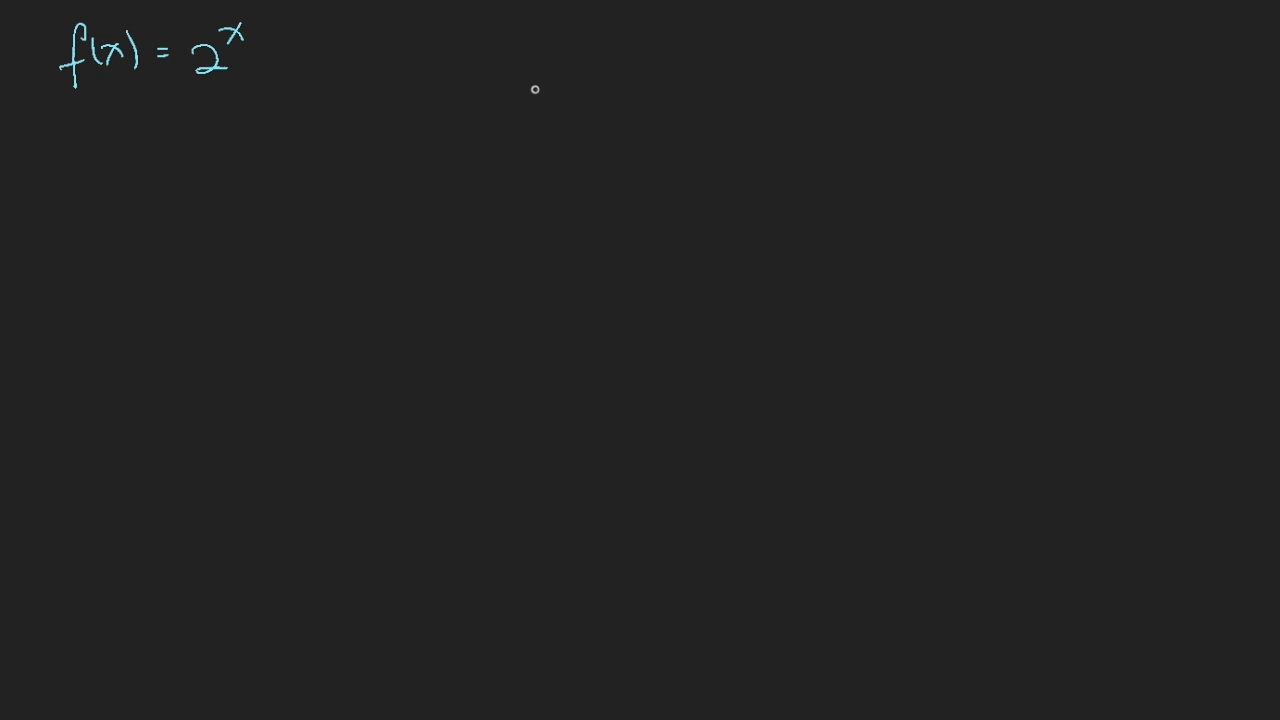 f(x) = 2^x